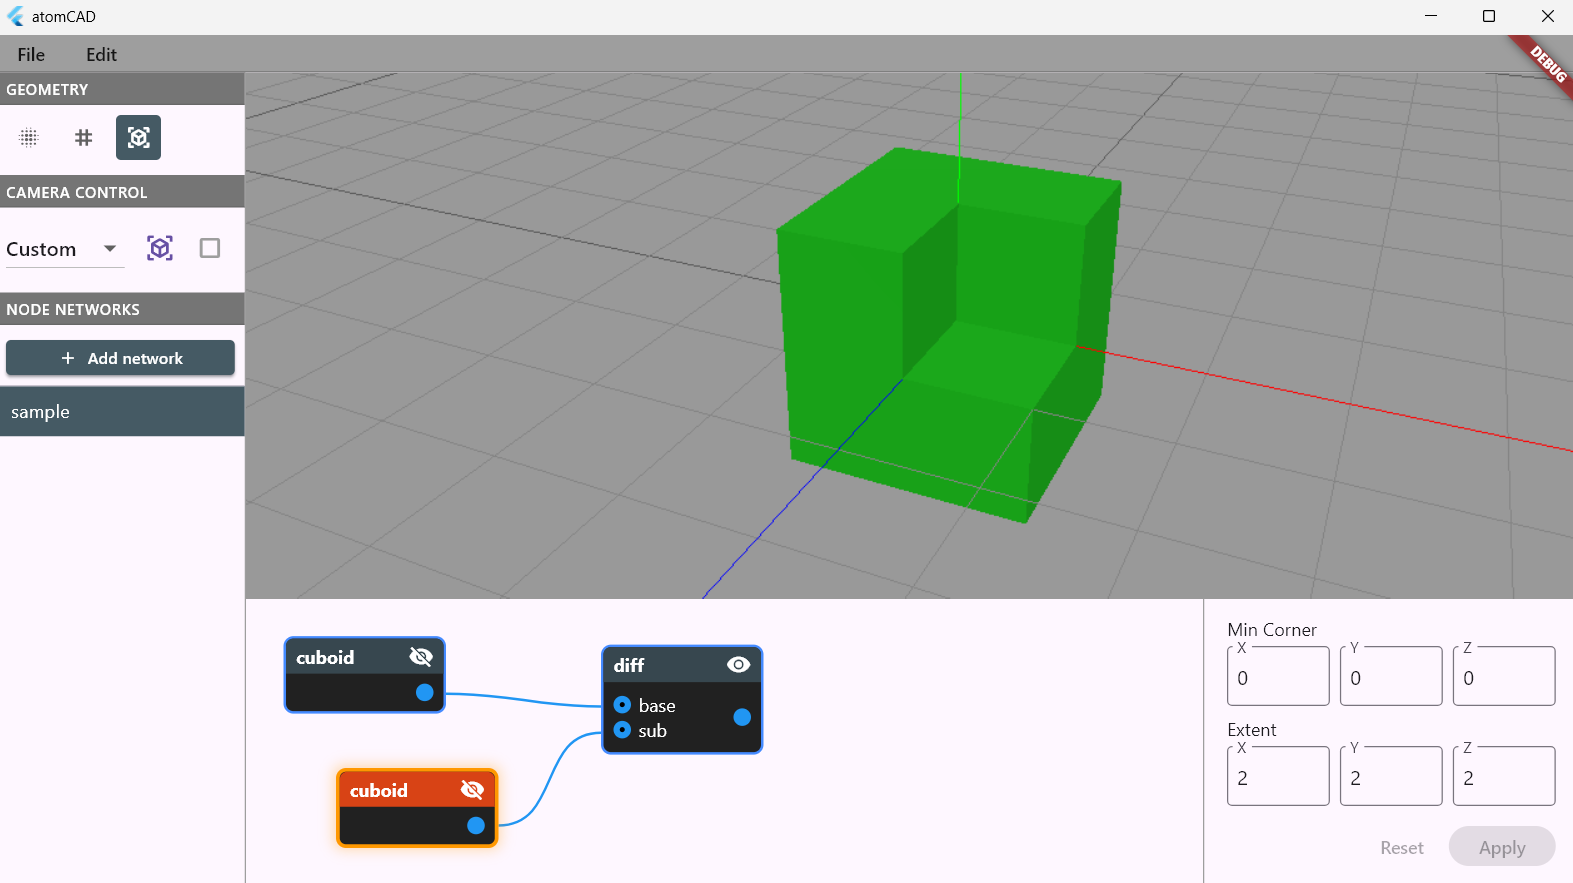 atomCAD
File Edit
DEBUG
GEOMETRY
CAMERA CONTROL
Custom
NODE NETWORKS
+ Add network
sample
cuboid
diff
base
sub
cuboid
Min Corner
X Y Z
0 0 0
Extent
X Y Z
2 2 2
Reset Apply